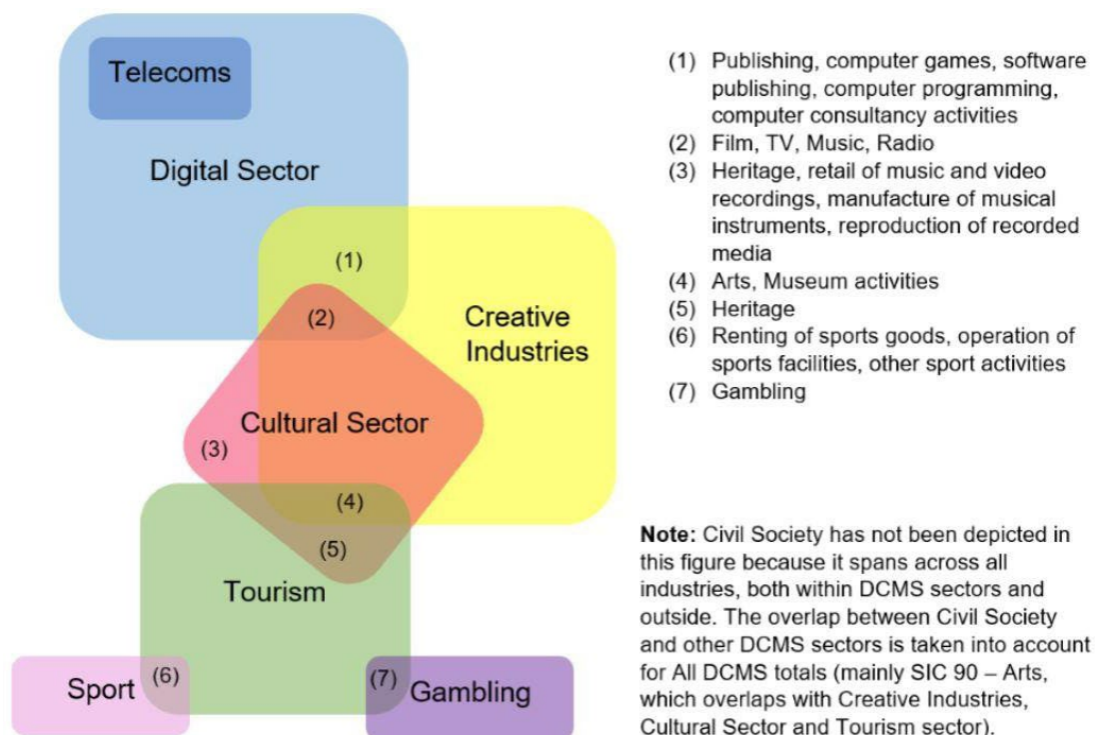 Telecoms
Digital Sector
(1)
(2)
Creative
Industries
Cultural Sector
(3)
(4)
(5)
Tourism
Sport
(6)
(7)
Gambling
(1) Publishing, computer games, software
publishing, computer programming,
computer consultancy activities
(2) Film, TV, Music, Radio
(3) Heritage, retail of music and video
recordings, manufacture of musical
instruments, reproduction of recorded
media
(4) Arts, Museum activities
(5) Heritage
(6) Renting of sports goods, operation of
sports facilities, other sport activities
(7) Gambling
Note: Civil Society has not been depicted in
this figure because it spans across all
industries, both within DCMS sectors and
outside. The overlap between Civil Society
and other DCMS sectors is taken into account
for All DCMS totals (mainly SIC 90 – Arts,
which overlaps with Creative Industries,
Cultural Sector and Tourism sector).